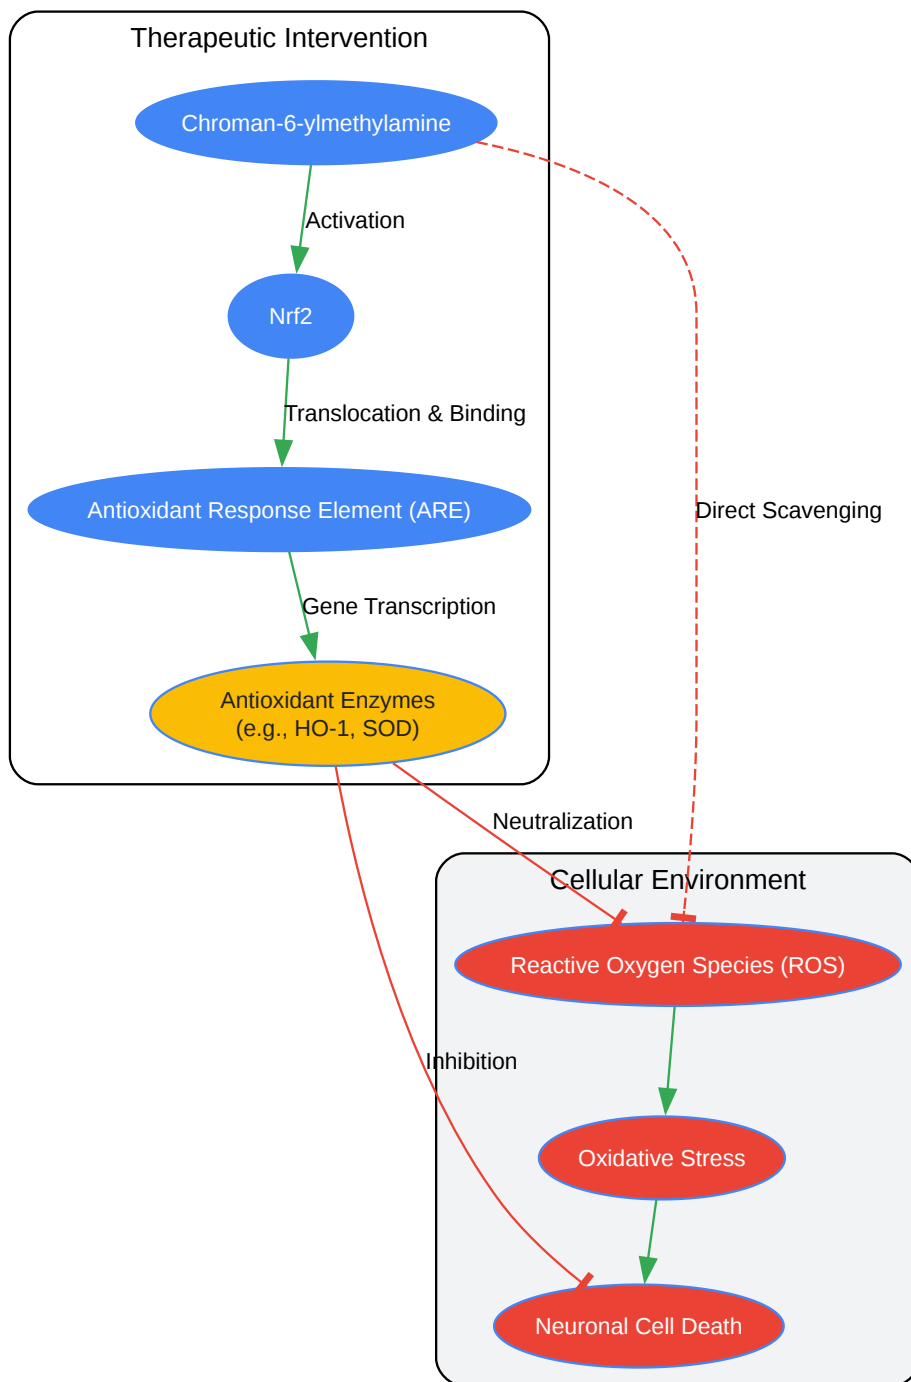 Therapeutic Intervention
Chroman-6-ylmethylamine
Activation
Nrf2
Translocation & Binding
Antioxidant Response Element (ARE)
Direct Scavenging
Gene Transcription
Antioxidant Enzymes
(e.g., HO-1, SOD)
Neutralization
Cellular Environment
Reactive Oxygen Species (ROS)
Inhibition
Oxidative Stress
Neuronal Cell Death